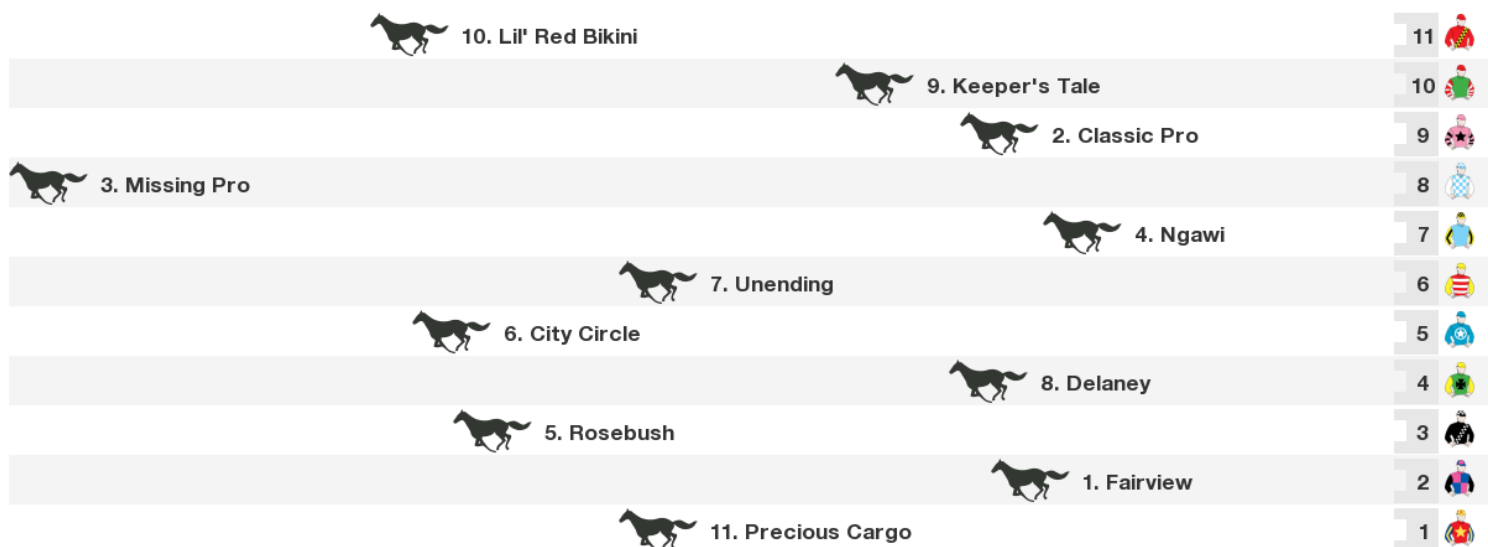 10. Lil' Red Bikini 11
9. Keeper's Tale 10
2. Classic Pro 9
3. Missing Pro 8
4. Ngawi 7
7. Unending 6
6. City Circle 5
8. Delaney 4
5. Rosebush 3
1. Fairview 2
11. Precious Cargo 1